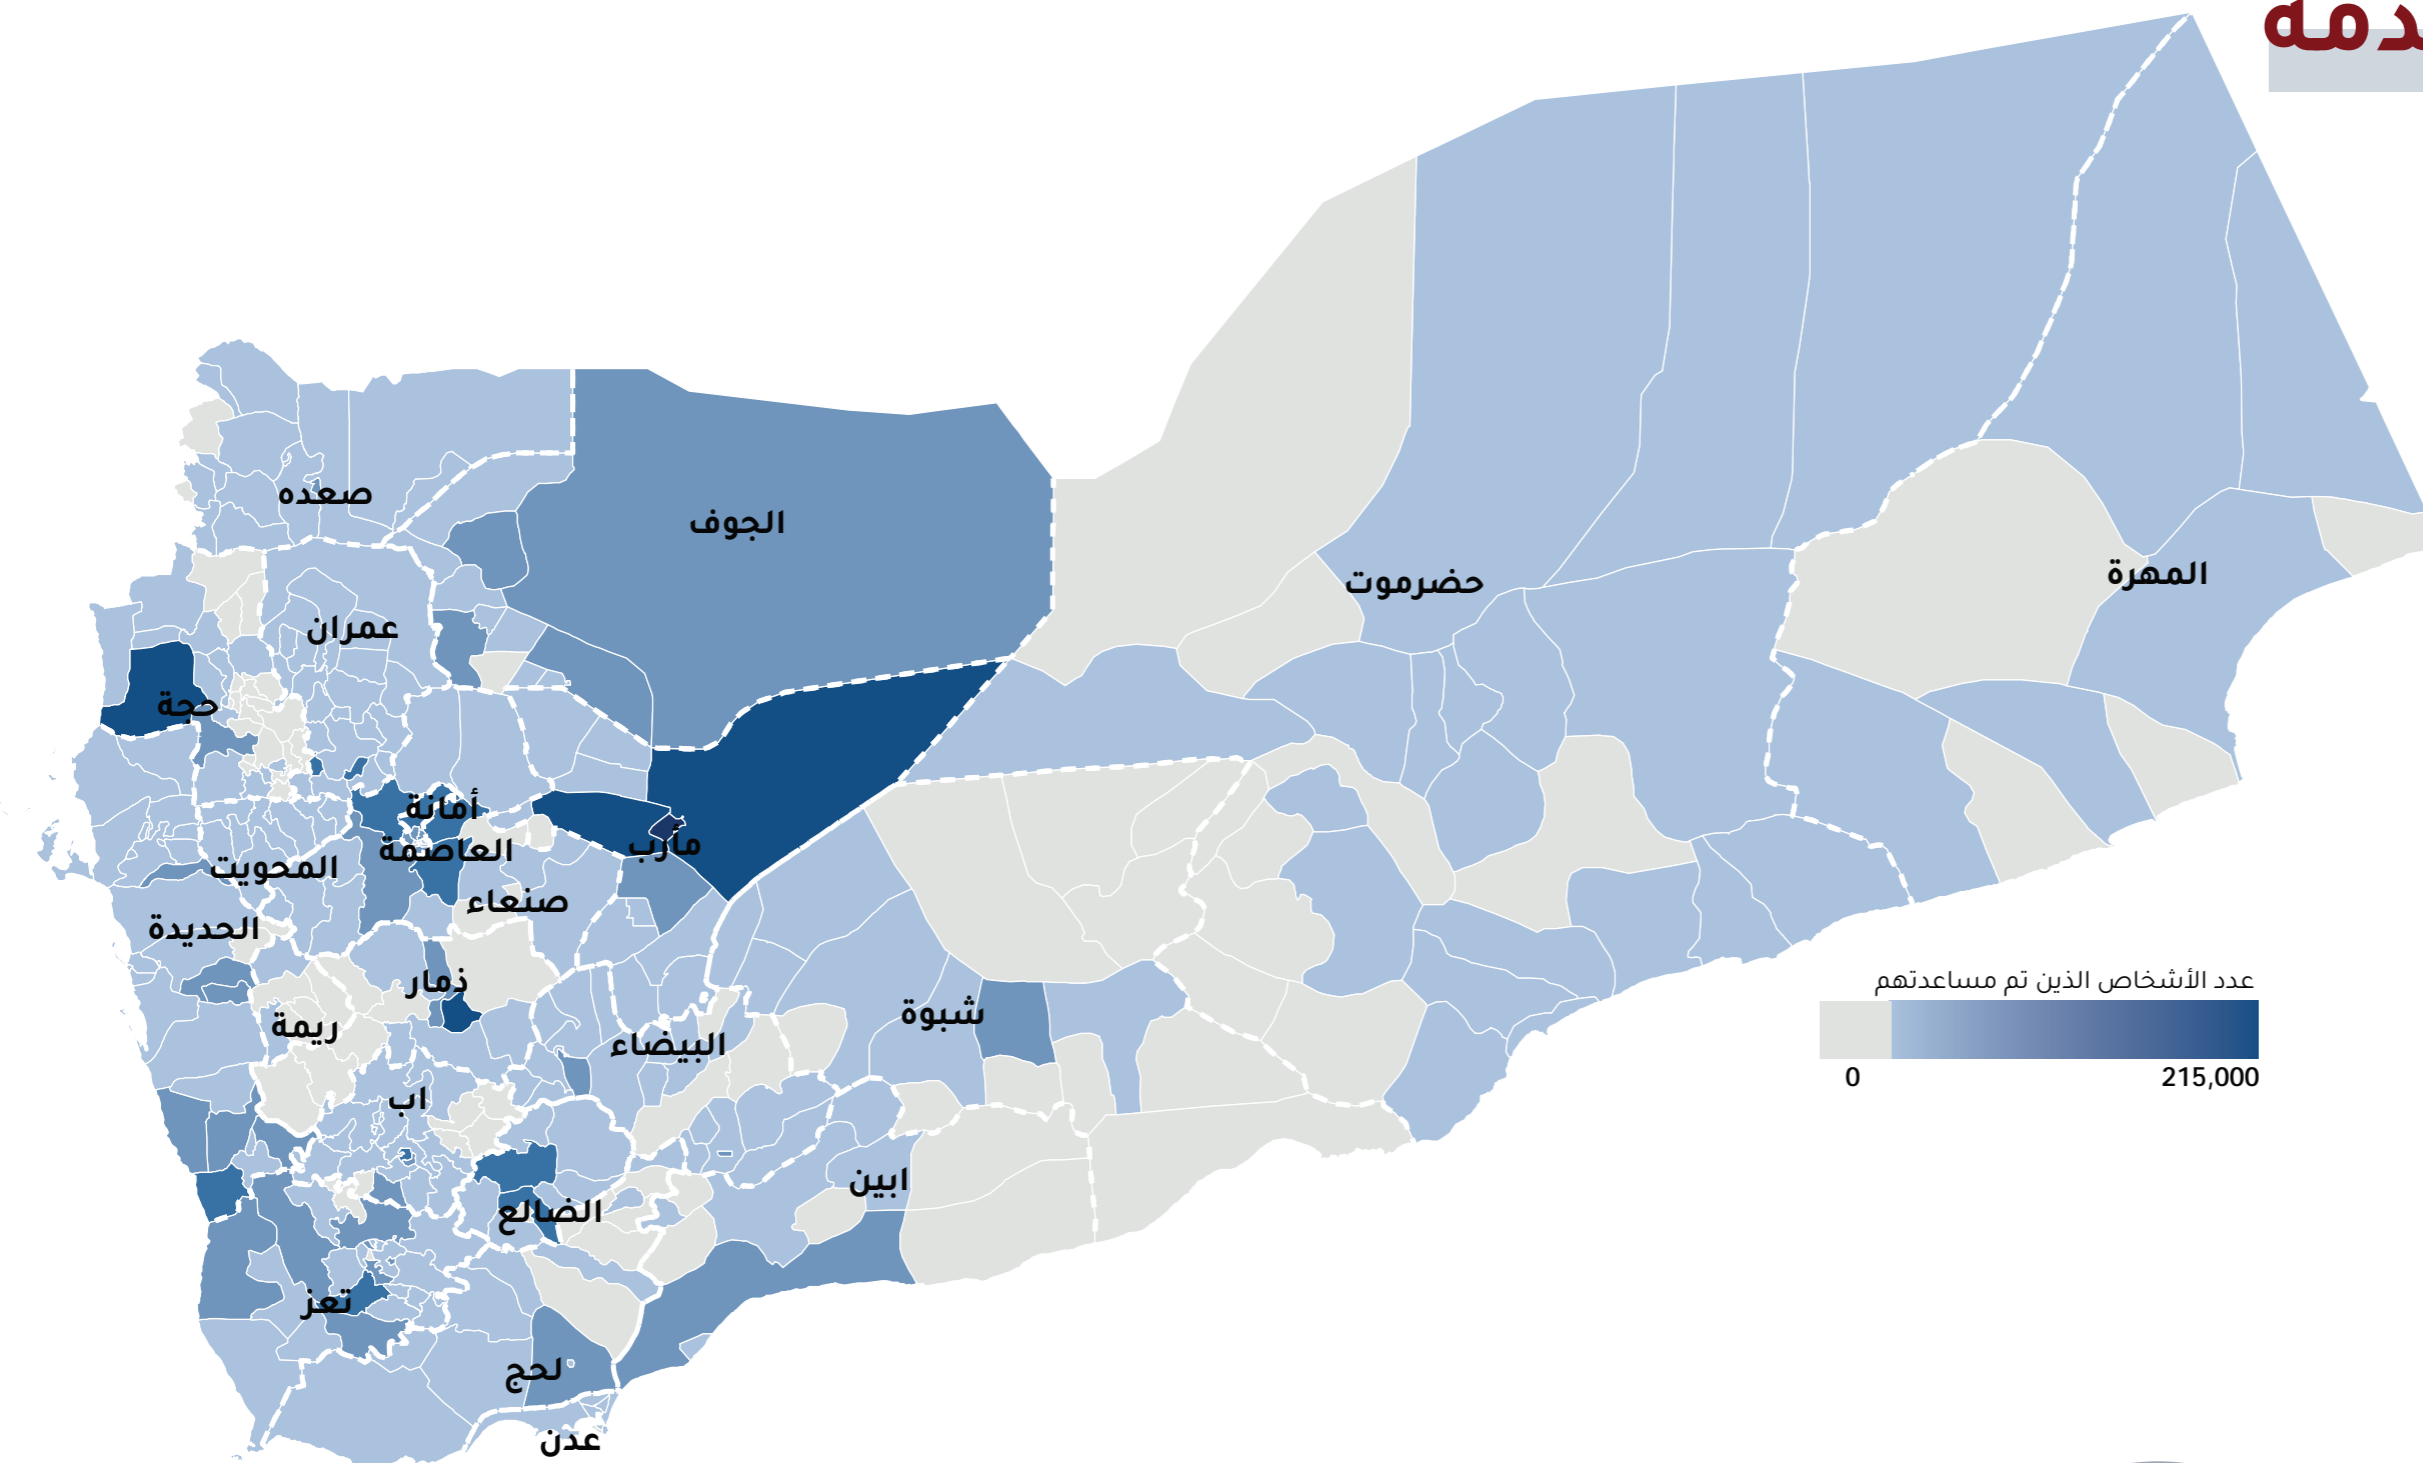 صعده
الجوف
حضرموت
المهرة
عمران
حجة
أمانة
العاصمة
مأرب
المحويت
صنعاء
الحديدة
ذمار
ريمة
شبوة
البيضاء
اب
ابين
الضالع
تعز
لحج
عدن
عدد الأشخاص الذين تم مساعدتهم
0
215,000